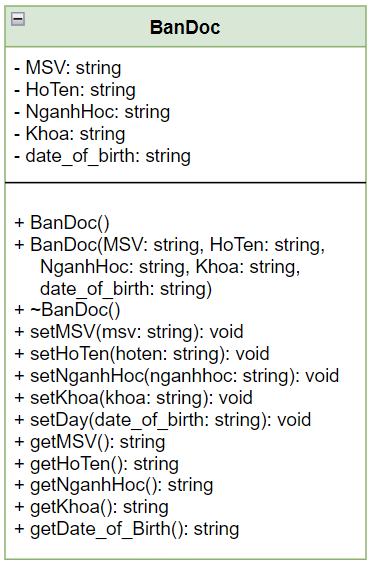 BanDoc
- MSV: string
- HoTen: string
- NganhHoc: string
- Khoa: string
- date_of_birth: string
+ BanDoc()
+ BanDoc(MSV: string, HoTen: string,
NganhHoc: string, Khoa: string,
date_of_birth: string)
+ ~BanDoc()
+ setMSV(msv: string): void
+ setHoTen(hoten: string): void
+ setNganhHoc(nganhhoc: string): void
+ setKhoa(khoa: string): void
+ setDay(date_of_birth: string): void
+ getMSV(): string
+ getHoTen(): string
+ getNganhHoc(): string
+ getKhoa(): string
+ getDate_of_Birth(): string